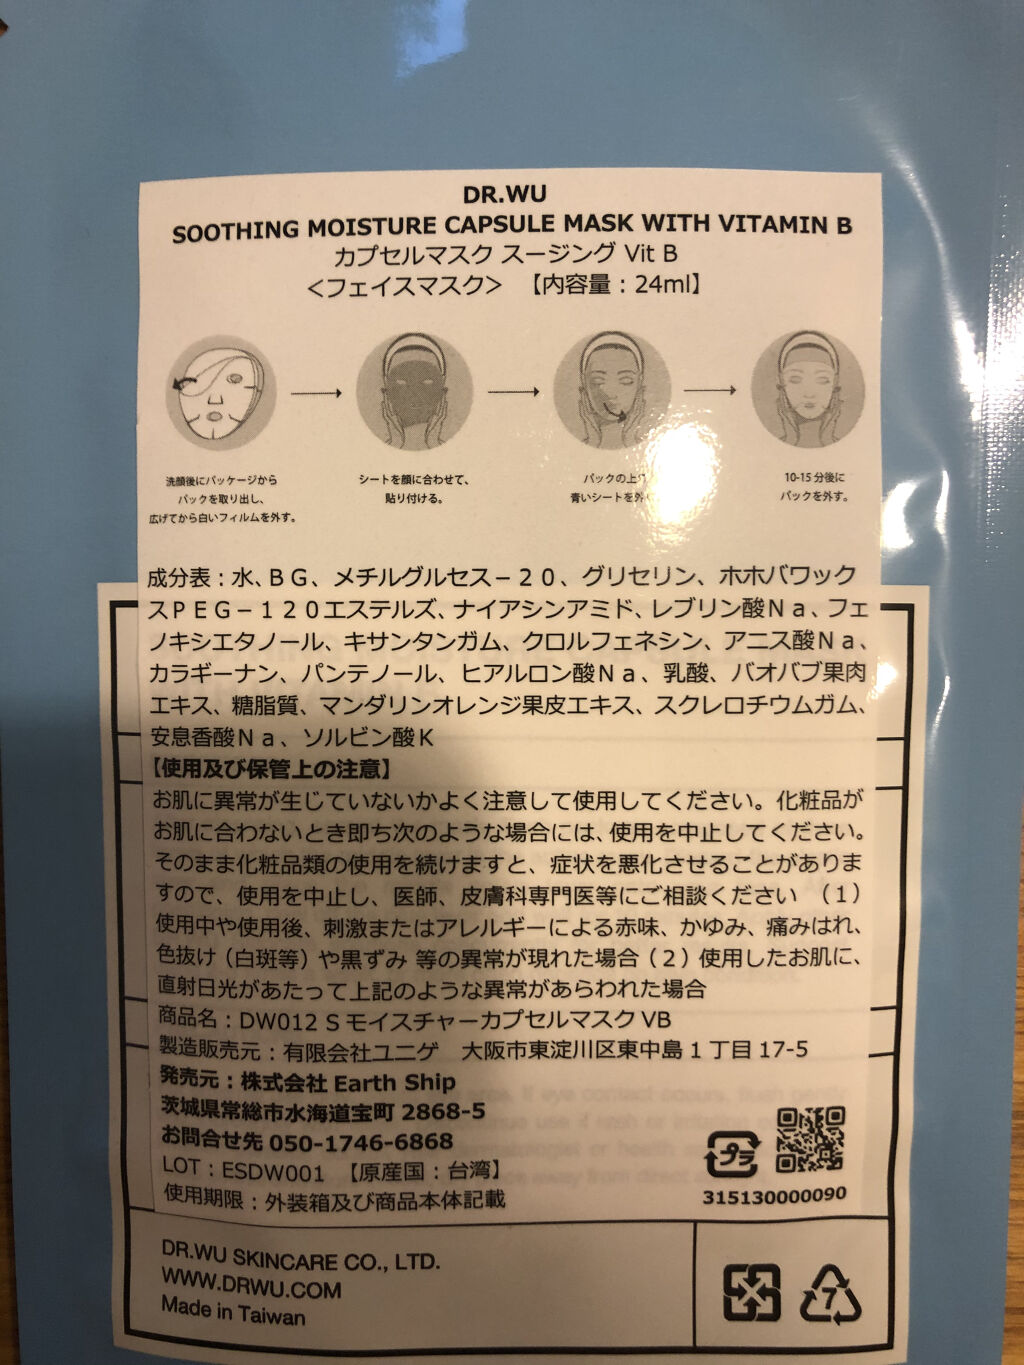 DR.WU
SOOTHING MOISTURE CAPSULE MASK WITH VITAMIN B
カプセルマスク スージング Vit B
<フェイスマスク> 【内容量：24ml】
洗顔後にパッケージから
パックを取り出し、
広げてから白いフィルムを外す。
シートを顔に合わせて、
貼り付ける。
パックの上の
青いシートを外
10-15 分後に
パックを外す。
成分表：水、ＢＧ、メチルグルセス－２０、グリセリン、ホホバワック
スＰＥＧ－１２０エステルズ、ナイアシンアミド、レブリン酸Ｎａ、フェ
ノキシエタノール、キサンタンガム、クロルフェネシン、アニス酸Ｎａ、
カラギーナン、パンテノール、ヒアルロン酸Ｎａ、乳酸、バオバブ果肉
エキス、糖脂質、マンダリンオレンジ果皮エキス、スクレロチウムガム、
安息香酸Ｎａ、ソルビン酸Ｋ
【使用及び保管上の注意】
お肌に異常が生じていないかよく注意して使用してください。化粧品が
お肌に合わないとき即ち次のような場合には、使用を中止してください。
そのまま化粧品類の使用を続けますと、症状を悪化させることがありま
すので、使用を中止し、医師、皮膚科専門医等にご相談ください （１）
使用中や使用後、刺激またはアレルギーによる赤味、かゆみ、痛みはれ、
色抜け（白斑等）や黒ずみ 等の異常が現れた場合（２）使用したお肌に、
直射日光があたって上記のような異常があらわれた場合
商品名：DW012 S モイスチャーカプセルマスク VB
製造販売元：有限会社ユニゲ　大阪市東淀川区東中島 1 丁目 17-5
発売元：株式会社 Earth Ship
茨城県常総市水海道宝町 2868-5
お問合せ先 050-1746-6868
LOT：ESDW001 【原産国：台湾】
使用期限：外装箱及び商品本体記載
プラ
315130000090
DR.WU SKINCARE CO., LTD.
WWW.DRWU.COM
Made in Taiwan
7